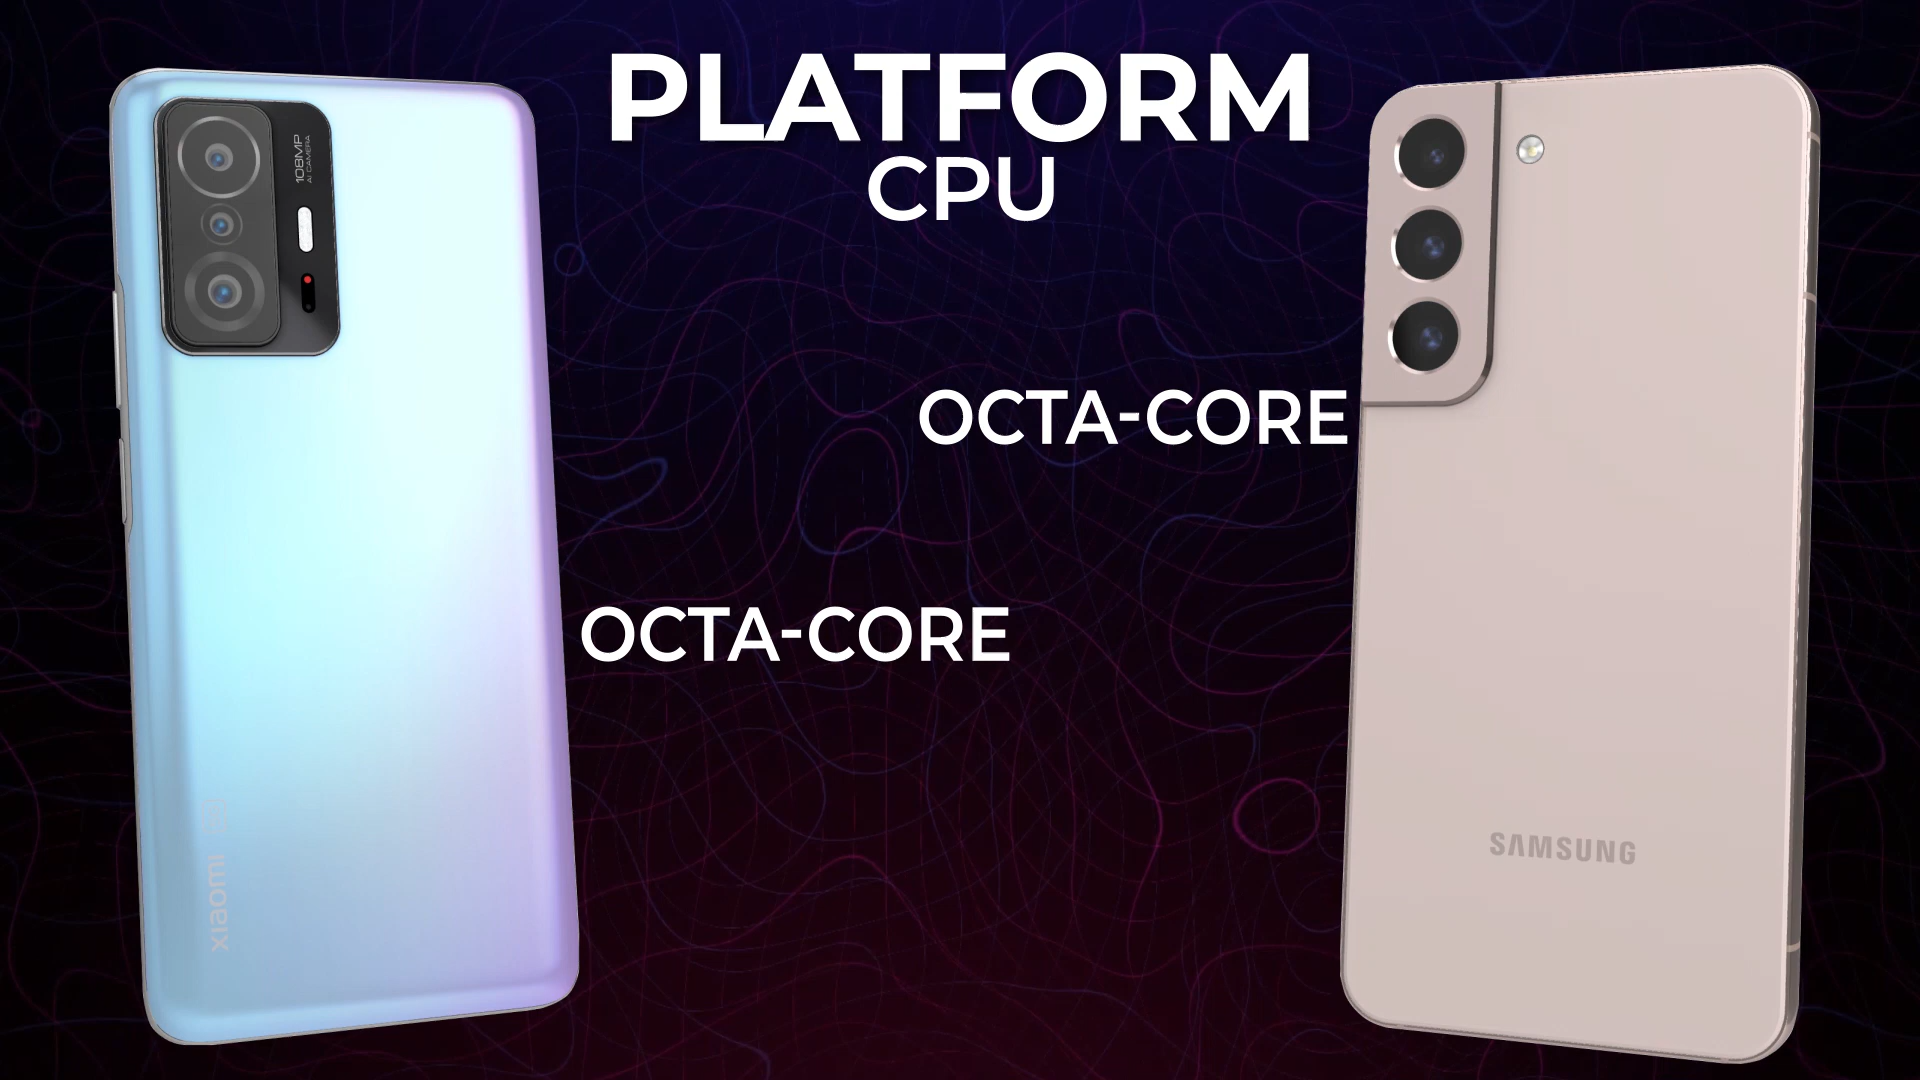 PLATFORM
CPU
108MP
AI CAMERA
OCTA-CORE
OCTA-CORE
xiaomi
SAMSUNG